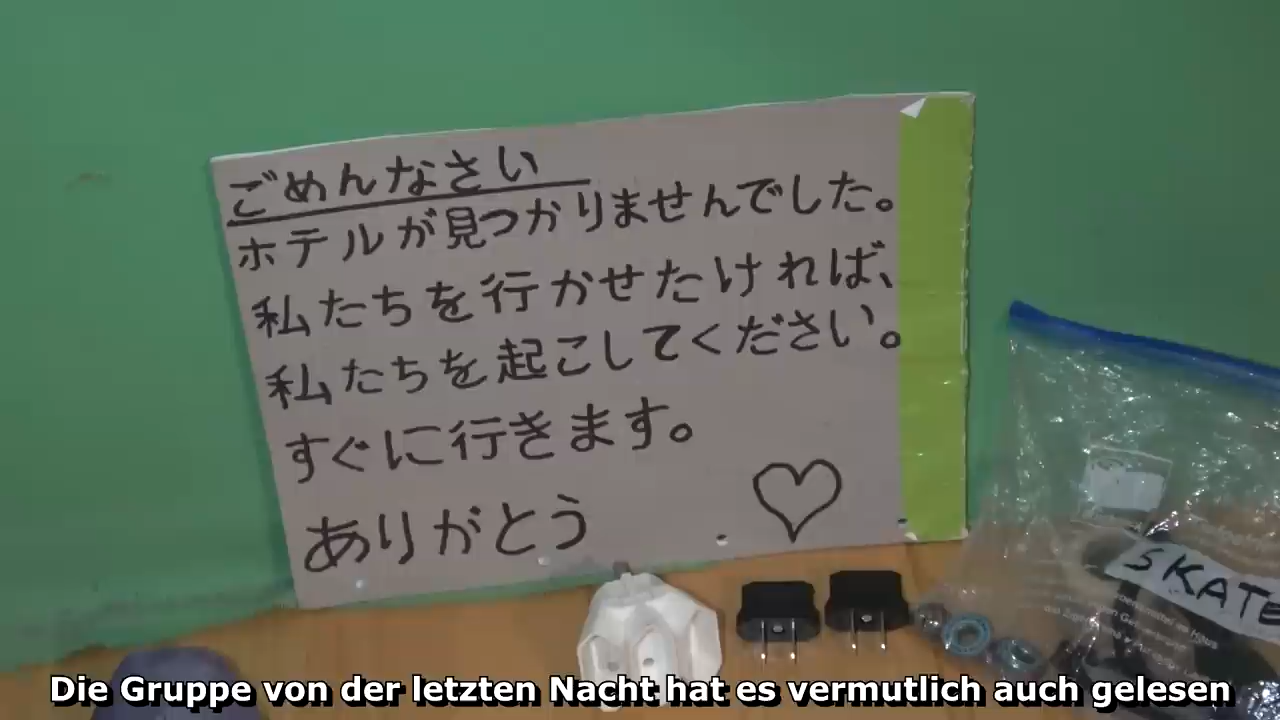 ごめんなさい
ホテルが見つかりませんでした。
私たちを行かせたければ、
私たちを起こしてください。
すぐに行きます。
ありがとう
SKATE
Die Gruppe von der letzten Nacht hat es vermutlich auch gelesen